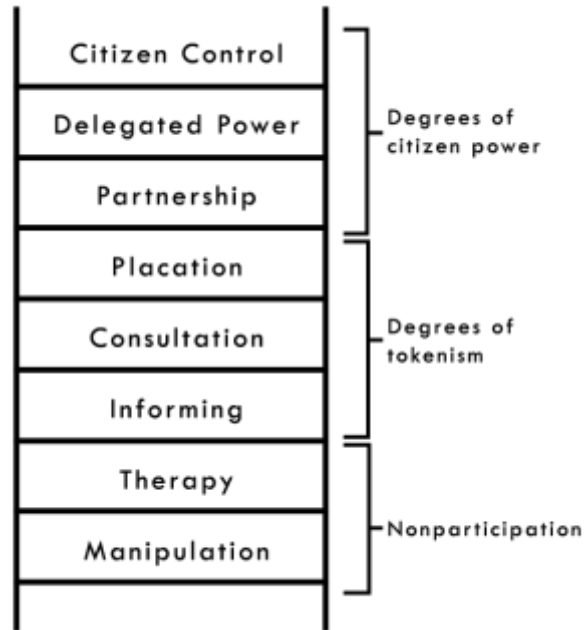 Citizen Control
Delegated Power
Partnership
Placation
Consultation
Informing
Therapy
Manipulation
Degrees of
citizen power
Degrees of
tokenism
Nonparticipation